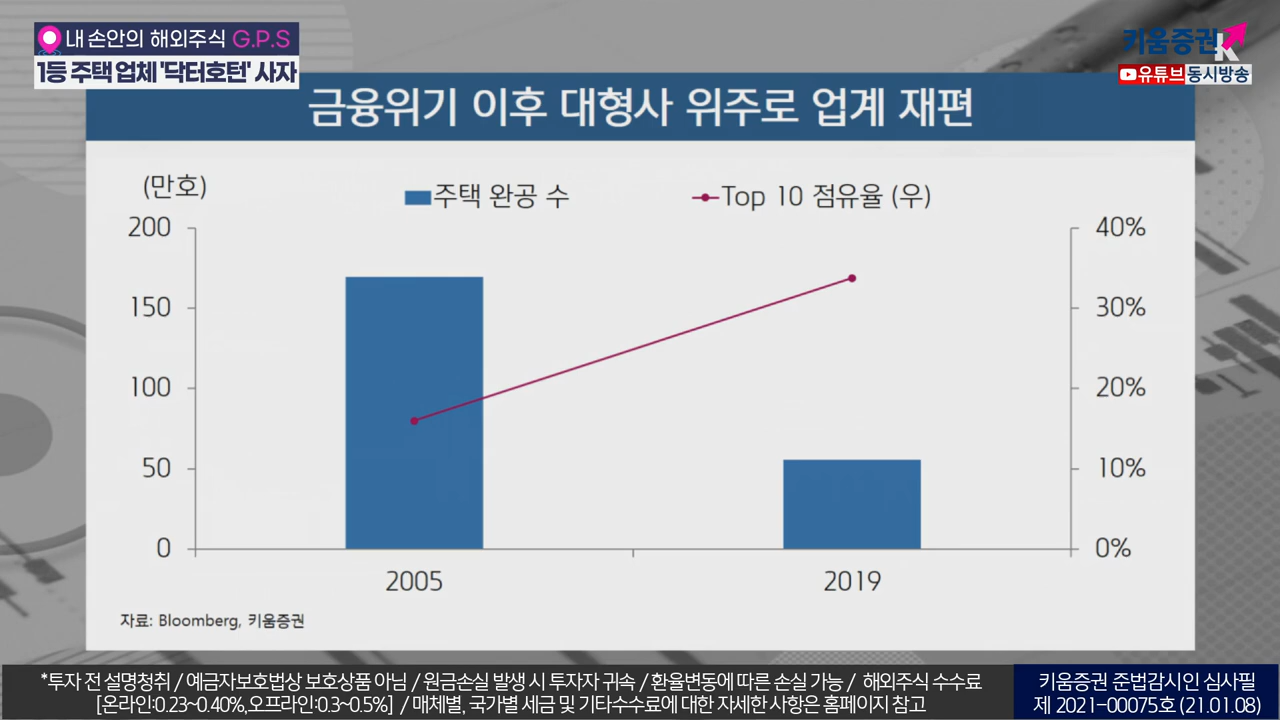 내 손안의 해외주식 G.P.S
1등 주택 업체 '닥터호턴' 사자
키움증권
유튜브동시방송
금융위기 이후 대형사 위주로 업계 재편
(만호)
주택 완공 수
Top 10 점유율 (우)
200
150
100
50
0
40%
30%
20%
10%
0%
2005
2019
자료: Bloomberg, 키움증권
*투자 전 설명청취 / 예금자보호법상 보호상품 아님 / 원금손실 발생 시 투자자 귀속 / 환율변동에 따른 손실 가능 / 해외주식 수수료
[온라인:0.23~0.40%,오프라인:0.3~0.5%] / 매체별, 국가별 세금 및 기타수수료에 대한 자세한 사항은 홈페이지 참고
키움증권 준법감시인 심사필
제 2021-00075호 (21.01.08)